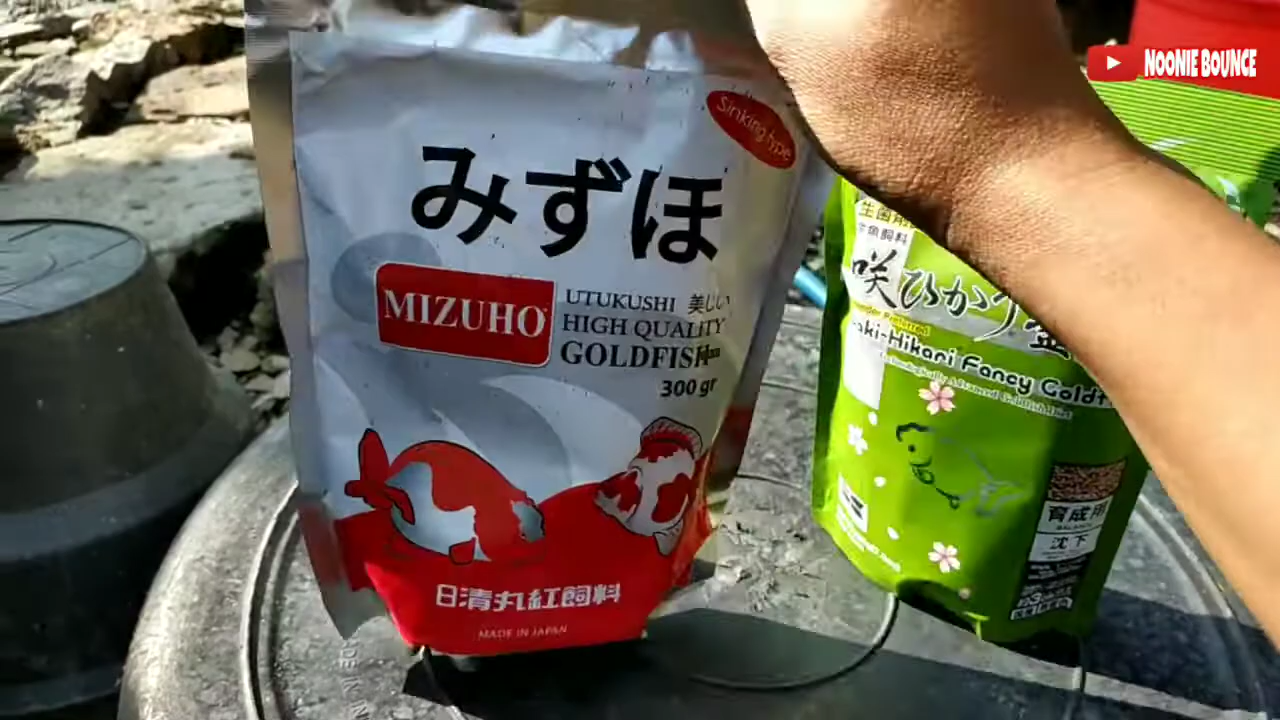 NOONIE BOUNCE
Sinking type
みずほ
MIZUHO
UTUKUSHI 美しい
HIGH QUALITY
GOLDFISH
300 gr
日清丸紅飼料
MADE IN JAPAN
咲ひかり
Saki-Hikari Fancy Goldf
育成用
沈下